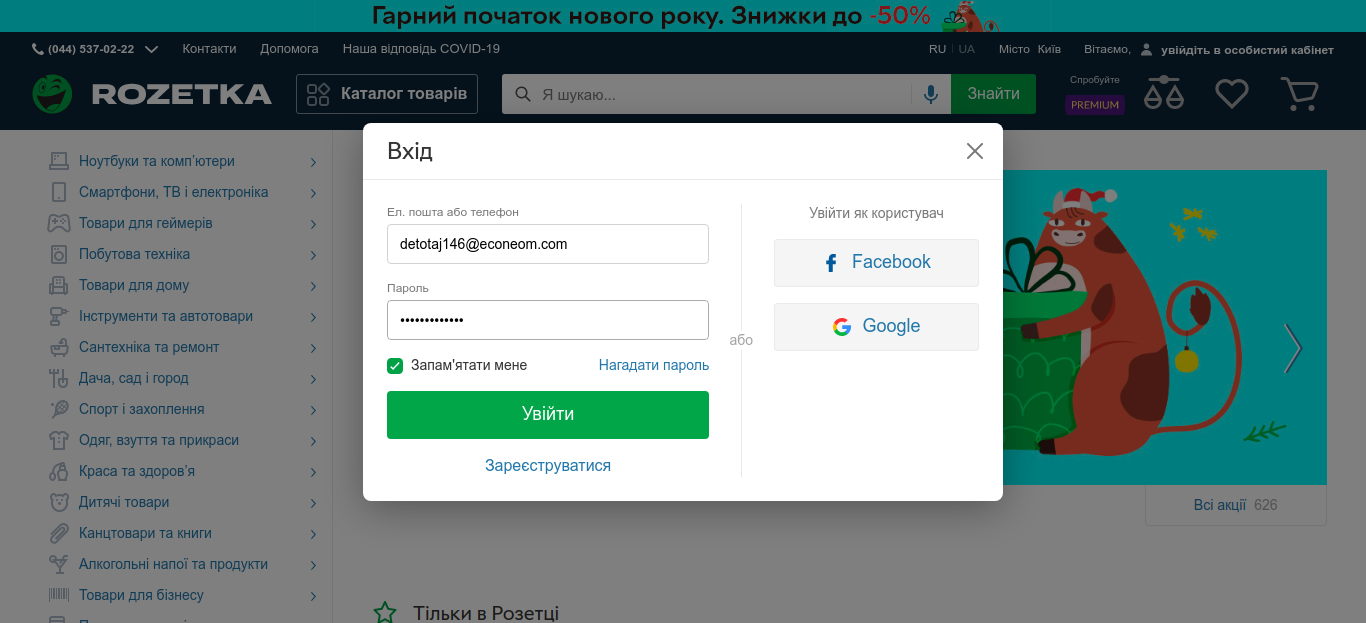 Гарний початок нового року. Знижки до -50%
(044) 537-02-22 Контакти Допомога Наша відповідь COVID-19 RU UA Місто Київ Вітаємо, увійдіть в особистий кабінет
ROZETKA Каталог товарів Я шукаю... Знайти Спробуйте PREMIUM
Вхід
Ел. пошта або телефон
detotaj146@econeom.com
Пароль
•••••••••••••
Запам'ятати мене Нагадати пароль
Увійти
Зареєструватися
або
Увійти як користувач
Facebook
Google
Ноутбуки та комп'ютери
Смартфони, ТВ і електроніка
Товари для геймерів
Побутова техніка
Товари для дому
Інструменти та автотовари
Сантехніка та ремонт
Дача, сад і город
Спорт і захоплення
Одяг, взуття та прикраси
Краса та здоров'я
Дитячі товари
Канцтовари та книги
Алкогольні напої та продукти
Товари для бізнесу
Всі акції 626
Тільки в Розетці